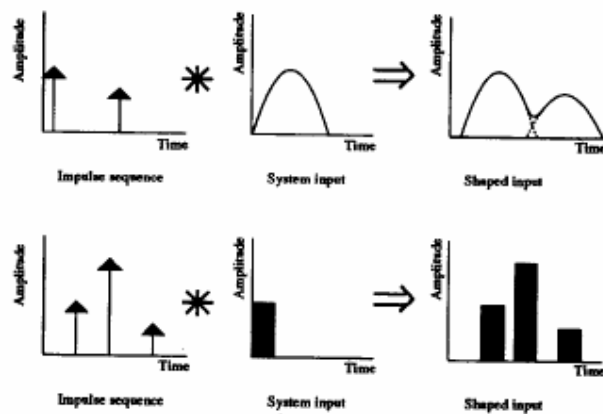 Amplitude
Time
Impulse sequence
Amplitude
Time
System input
Amplitude
Time
Shaped input
Amplitude
Time
Impulse sequence
Amplitude
Time
System input
Amplitude
Time
Shaped input